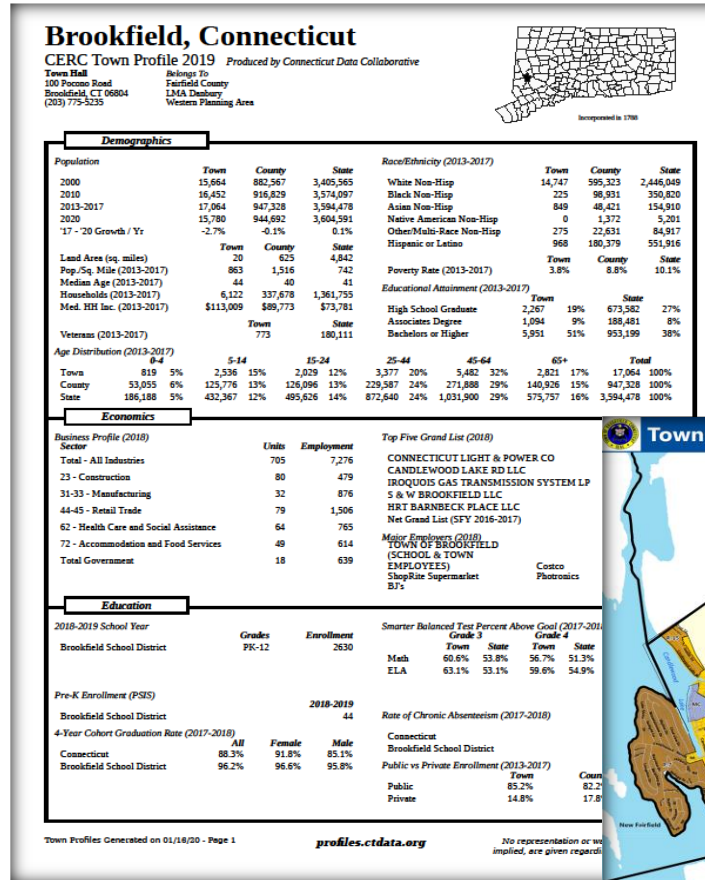 Brookfield, Connecticut
CERC Town Profile 2019 Produced by Connecticut Data Collaborative
Town Hall Belongs To
100 Pocono Road Fairfield County
Brookfield, CT 06804 LMA Danbury
(203) 775-5235 Western Planning Area
Incorporated in 1788
Demographics
Population
Town County State
2000 15,664 882,567 3,405,565
2010 16,452 916,829 3,574,097
2013-2017 17,064 947,328 3,594,478
2020 15,780 944,692 3,604,591
'17 - '20 Growth / Yr -2.7% -0.1% 0.1%
Town County State
Land Area (sq. miles) 20 625 4,842
Pop./Sq. Mile (2013-2017) 863 1,516 742
Median Age (2013-2017) 44 40 41
Households (2013-2017) 6,122 337,678 1,361,755
Med. HH Inc. (2013-2017) $113,009 $89,773 $73,781
Town State
Veterans (2013-2017) 773 180,111
Race/Ethnicity (2013-2017)
Town County State
White Non-Hisp 14,747 595,323 2,446,049
Black Non-Hisp 225 98,931 350,820
Asian Non-Hisp 849 48,421 154,910
Native American Non-Hisp 0 1,372 5,201
Other/Multi-Race Non-Hisp 275 22,631 84,917
Hispanic or Latino 968 180,379 551,916
Town County State
Poverty Rate (2013-2017) 3.8% 8.8% 10.1%
Educational Attainment (2013-2017)
Town State
High School Graduate 2,267 19% 673,582 27%
Associates Degree 1,094 9% 188,481 8%
Bachelors or Higher 5,951 51% 953,199 38%
Age Distribution (2013-2017)
0-4 5-14 15-24 25-44 45-64 65+ Total
Town 819 5% 2,536 15% 2,029 12% 3,377 20% 5,482 32% 2,821 17% 17,064 100%
County 53,055 6% 125,776 13% 126,096 13% 229,587 24% 271,888 29% 140,926 15% 947,328 100%
State 186,188 5% 432,367 12% 495,626 14% 872,640 24% 1,031,900 29% 575,757 16% 3,594,478 100%
Economics
Business Profile (2018)
Sector Units Employment
Total - All Industries 705 7,276
23 - Construction 80 479
31-33 - Manufacturing 32 876
44-45 - Retail Trade 79 1,506
62 - Health Care and Social Assistance 64 765
72 - Accommodation and Food Services 49 614
Total Government 18 639
Top Five Grand List (2018)
CONNECTICUT LIGHT & POWER CO
CANDLEWOOD LAKE RD LLC
IROQUOIS GAS TRANSMISSION SYSTEM LP
S & W BROOKFIELD LLC
HRT BARNBECK PLACE LLC
Net Grand List (SFY 2016-2017)
Major Employers (2018)
TOWN OF BROOKFIELD
(SCHOOL & TOWN
EMPLOYEES) Costco
ShopRite Supermarket Photronics
BJ's
Education
2018-2019 School Year
Grades Enrollment
Brookfield School District PK-12 2630
Pre-K Enrollment (PSIS)
2018-2019
Brookfield School District 44
4-Year Cohort Graduation Rate (2017-2018)
All Female Male
Connecticut 88.3% 91.8% 85.1%
Brookfield School District 96.2% 96.6% 95.8%
Smarter Balanced Test Percent Above Goal (2017-201
Grade 3 Grade 4
Town State Town State
Math 60.6% 53.8% 56.7% 51.3%
ELA 63.1% 53.1% 59.6% 54.9%
Rate of Chronic Absenteeism (2017-2018)
Connecticut
Brookfield School District
Public vs Private Enrollment (2013-2017)
Town Coun
Public 85.2% 82.2
Private 14.8% 17.8
Town Profiles Generated on 01/16/20 - Page 1
profiles.ctdata.org
No representation or wa
implied, are given regardi
Town
Candlewood
Lake
New Fairfield